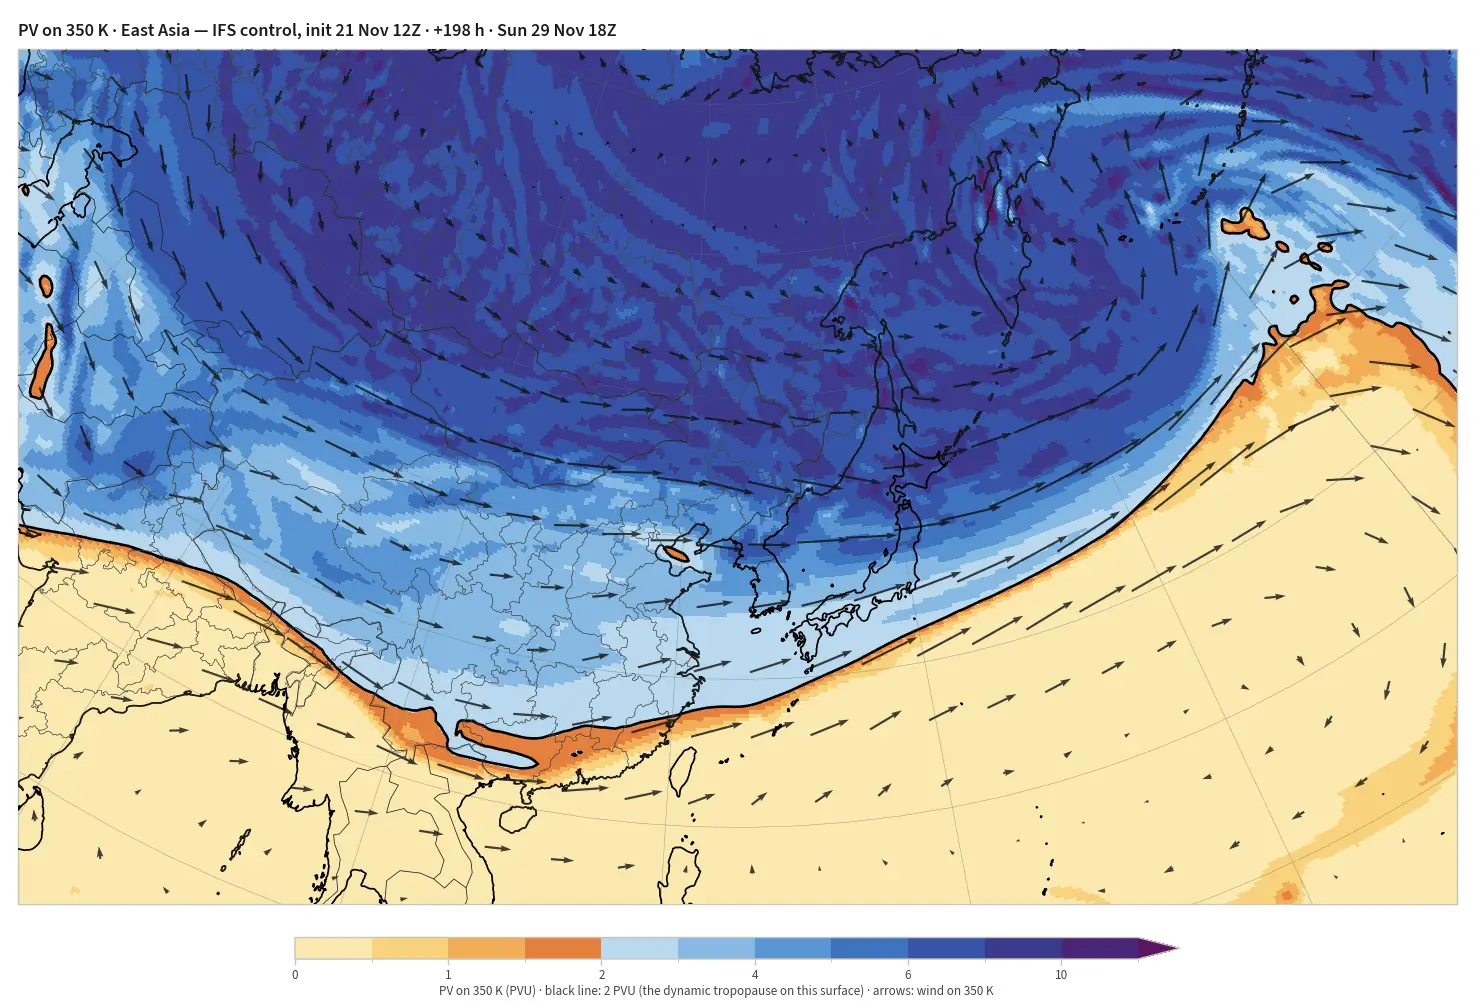 PV on 350 K · East Asia — IFS control, init 21 Nov 12Z · +198 h · Sun 29 Nov 18Z
0 1 2 4 6 10
PV on 350 K (PVU) · black line: 2 PVU (the dynamic tropopause on this surface) · arrows: wind on 350 K